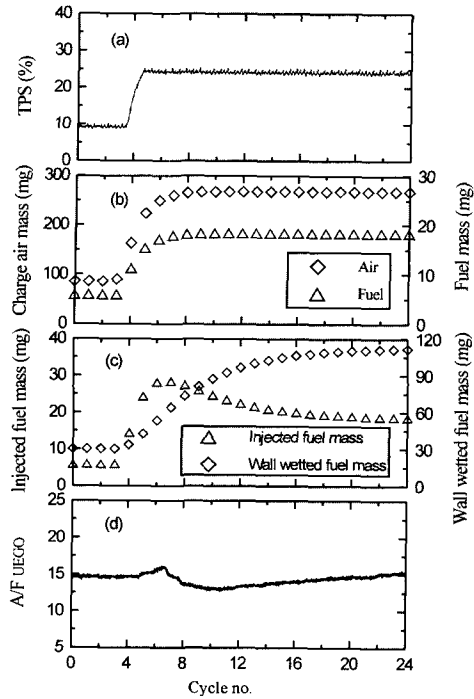 40
30
20
10
0
TPS (%)
(a)
300
200
100
0
Charge air mass (mg)
(b)
Air
Fuel
30
20
10
0
Fuel mass (mg)
40
30
20
10
0
Injected fuel mass (mg)
(c)
Injected fuel mass
Wall wetted fuel mass
120
90
60
30
0
Wall wetted fuel mass (mg)
25
20
15
10
5
A/F UEGO
(d)
0 4 8 12 16 20 24
Cycle no.